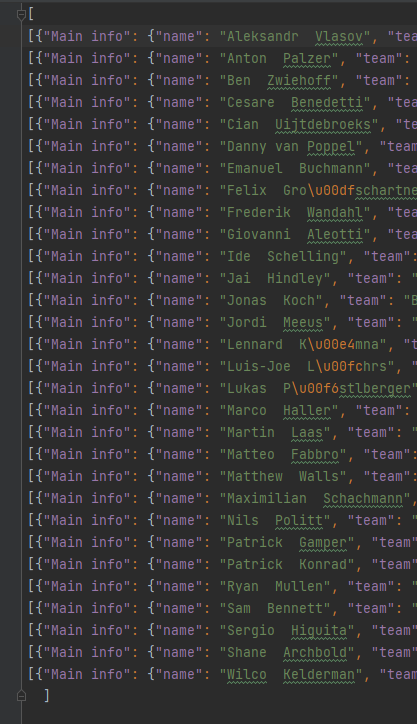 [
[{"Main info": {"name": "Aleksandr  Vlasov", "tea
[{"Main info": {"name": "Anton  Palzer", "team":
[{"Main info": {"name": "Ben  Zwiehoff", "team":
[{"Main info": {"name": "Cesare  Benedetti", "tea
[{"Main info": {"name": "Cian  Uijtdebroeks", "te
[{"Main info": {"name": "Danny van Poppel", "team
[{"Main info": {"name": "Emanuel  Buchmann", "tea
[{"Main info": {"name": "Felix  Gro\u00dfschartne
[{"Main info": {"name": "Frederik  Wandahl", "tea
[{"Main info": {"name": "Giovanni  Aleotti", "tea
[{"Main info": {"name": "Ide  Schelling", "team":
[{"Main info": {"name": "Jai  Hindley", "team": "
[{"Main info": {"name": "Jonas  Koch", "team": "B
[{"Main info": {"name": "Jordi  Meeus", "team": "
[{"Main info": {"name": "Lennard  K\u00e4mna", "t
[{"Main info": {"name": "Luis-Joe  L\u00fchrs",
[{"Main info": {"name": "Lukas  P\u00f6stlberger"
[{"Main info": {"name": "Marco  Haller", "team":
[{"Main info": {"name": "Martin  Laas", "team": "
[{"Main info": {"name": "Matteo  Fabbro", "team":
[{"Main info": {"name": "Matthew  Walls", "team":
[{"Main info": {"name": "Maximilian  Schachmann",
[{"Main info": {"name": "Nils  Politt", "team": "
[{"Main info": {"name": "Patrick  Gamper", "team"
[{"Main info": {"name": "Patrick  Konrad", "team"
[{"Main info": {"name": "Ryan  Mullen", "team": "
[{"Main info": {"name": "Sam  Bennett", "team": "
[{"Main info": {"name": "Sergio  Higuita", "team"
[{"Main info": {"name": "Shane  Archbold", "team"
[{"Main info": {"name": "Wilco  Kelderman", "team
]